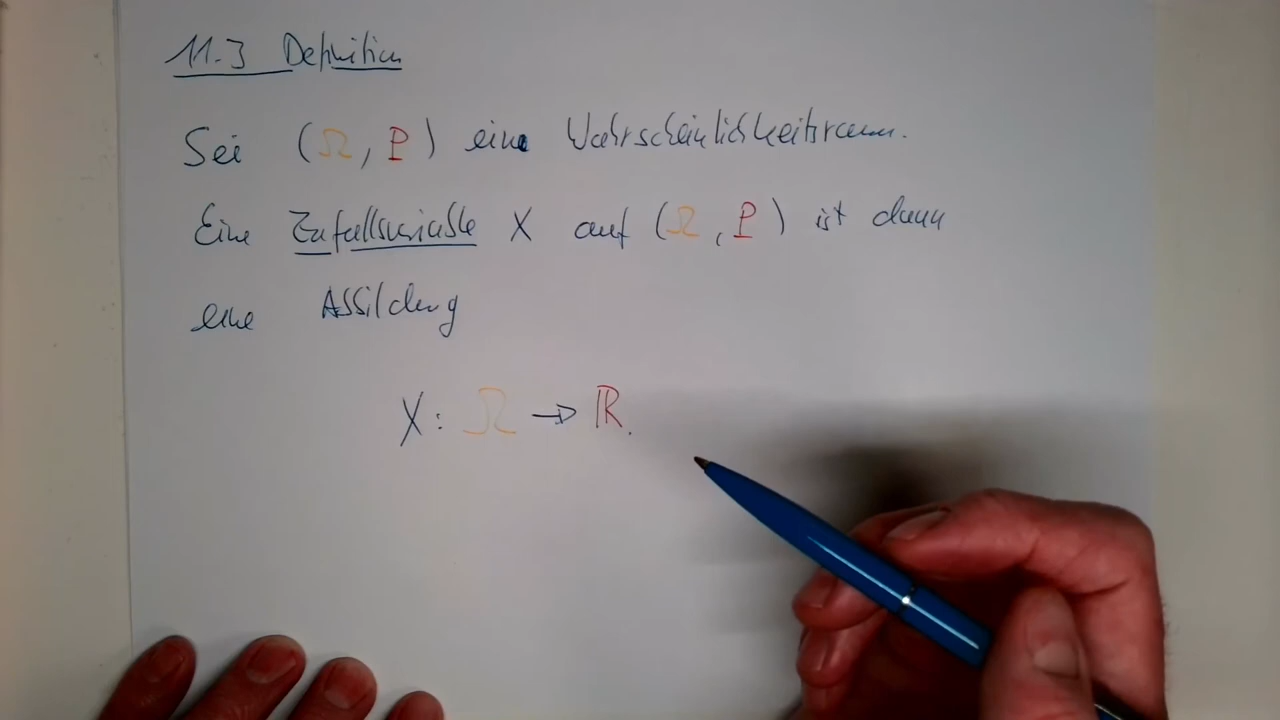 11.3 Definition
Sei (Ω, P) ein Wahrscheinlichkeitsraum.
Eine Zufallsvariable X auf (Ω, P) ist dann
eine Abbildung
X: Ω → ℝ.